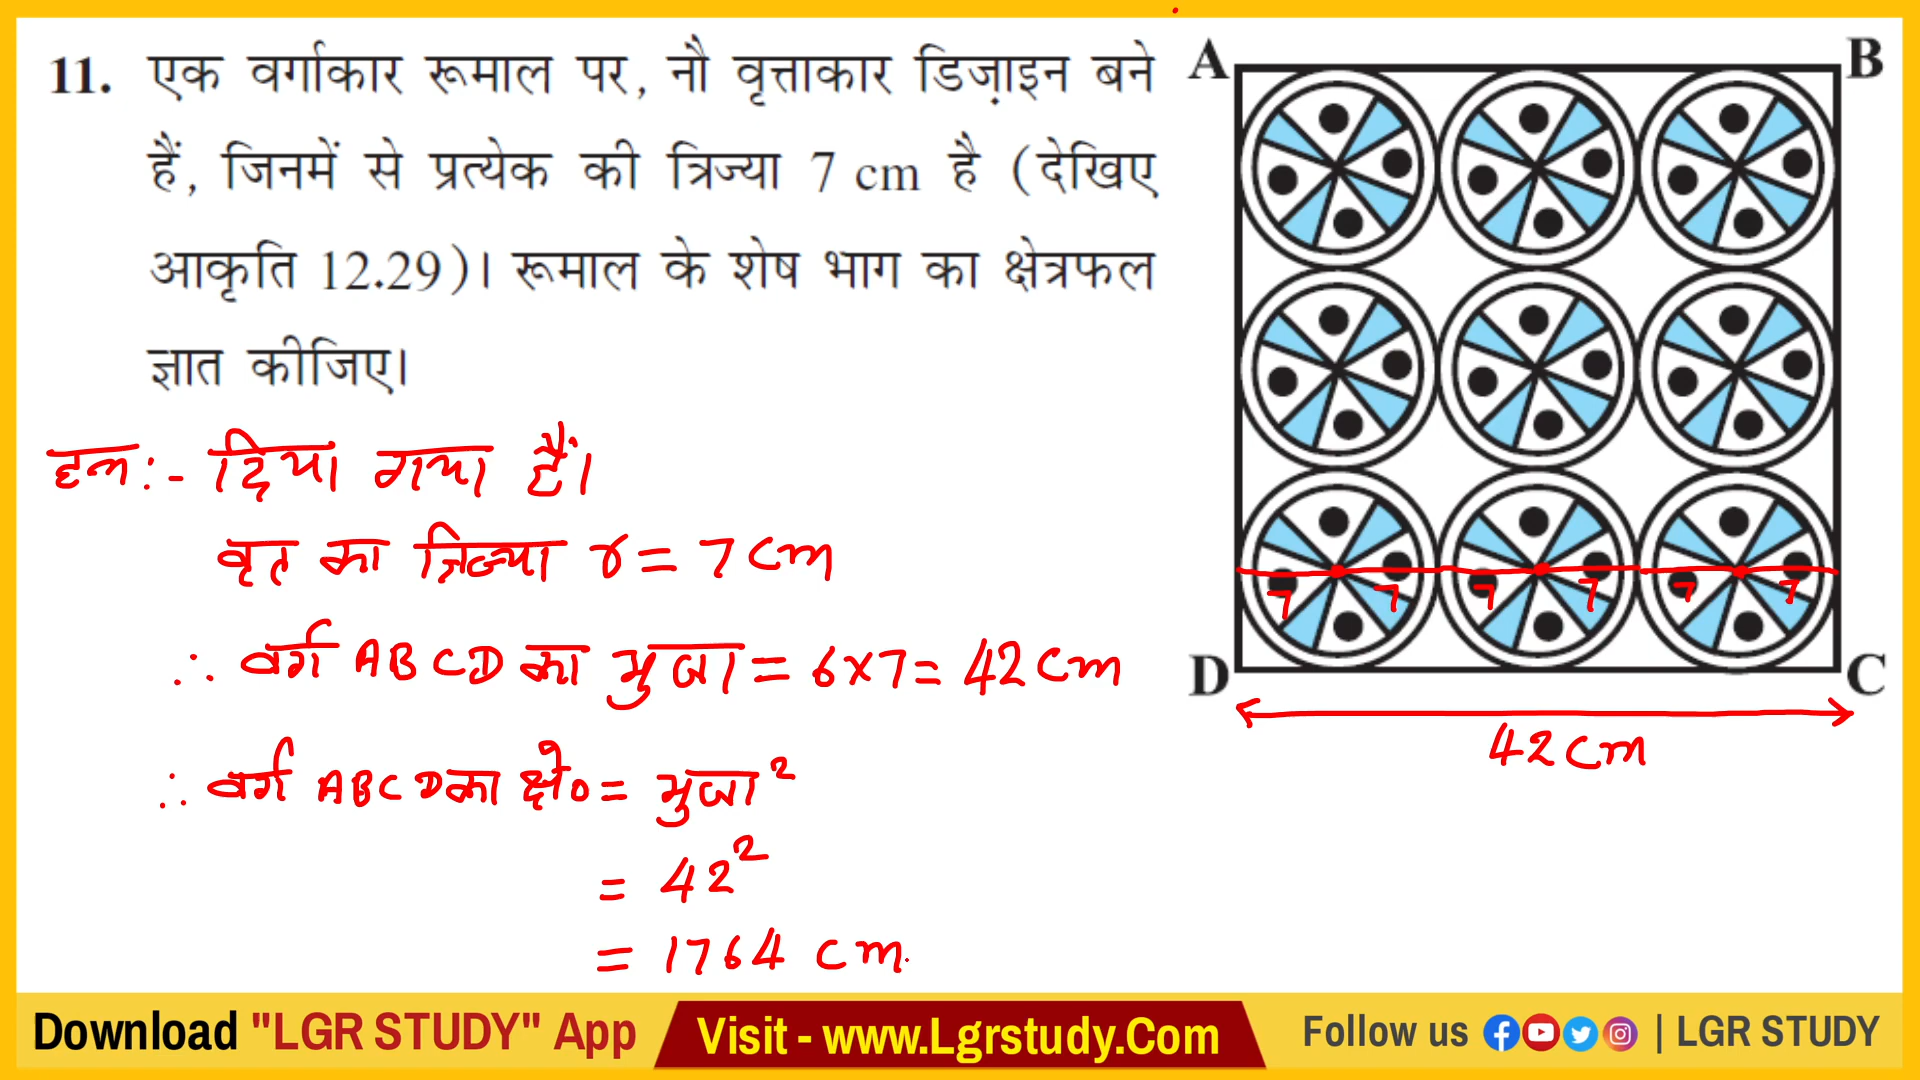 11. एक वर्गाकार रूमाल पर, नौ वृत्ताकार डिज़ाइन बने
हैं, जिनमें से प्रत्येक की त्रिज्या 7 cm है (देखिए
आकृति 12.29)। रूमाल के शेष भाग का क्षेत्रफल
ज्ञात कीजिए।
A B
हल :- दिया गया है।
वृत का त्रिज्या r = 7 cm
7 7 7 7 7 7
∴ वर्ग ABCD का भुजा = 6×7 = 42 cm
D C
42 cm
∴ वर्ग ABCD का क्षे० = भुजा²
= 42²
= 1764 cm
Download "LGR STUDY" App
Visit - www.Lgrstudy.Com
Follow us | LGR STUDY